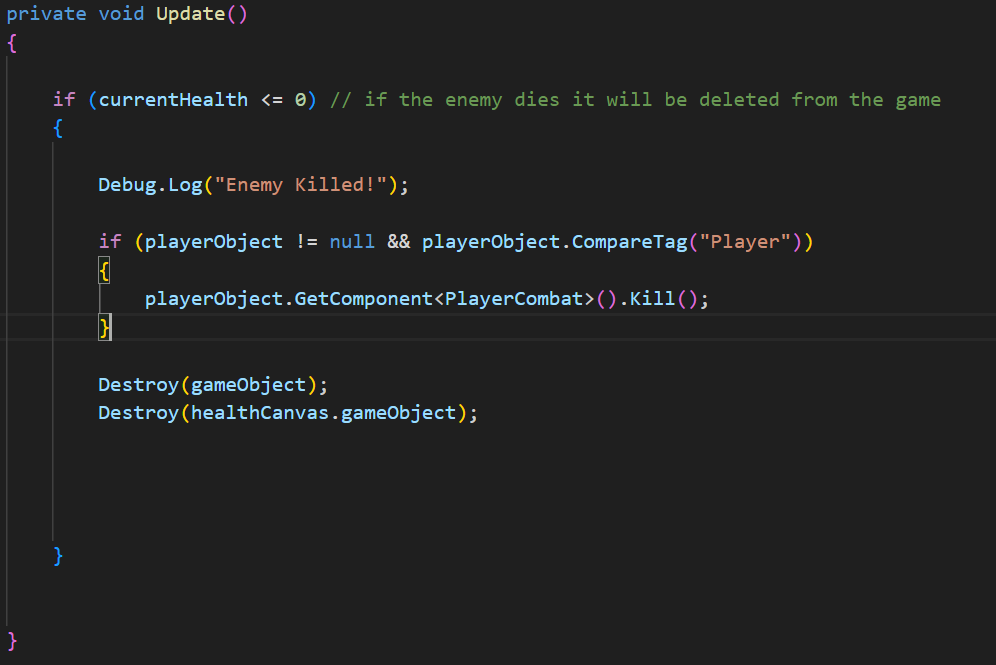 private void Update()
{
if (currentHealth <= 0) // if the enemy dies it will be deleted from the game
{
Debug.Log("Enemy Killed!");
if (playerObject != null && playerObject.CompareTag("Player"))
{
playerObject.GetComponent<PlayerCombat>().Kill();
}
Destroy(gameObject);
Destroy(healthCanvas.gameObject);
}
}